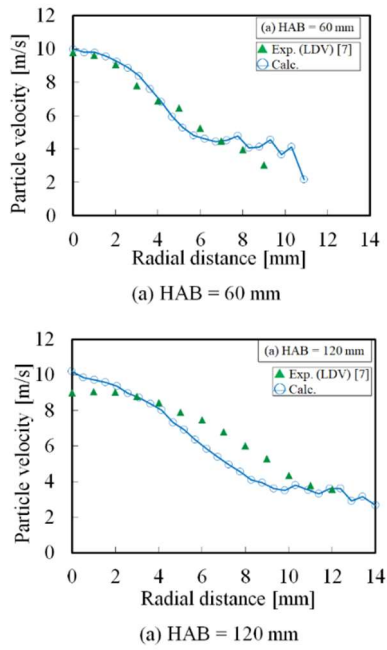 12
10
8
6
4
2
0
Particle velocity [m/s]
(a) HAB = 60 mm
Exp. (LDV) [7]
Calc.
0 2 4 6 8 10 12 14
Radial distance [mm]
(a) HAB = 60 mm
12
10
8
6
4
2
0
Particle velocity [m/s]
(a) HAB = 120 mm
Exp. (LDV) [7]
Calc.
0 2 4 6 8 10 12 14
Radial distance [mm]
(a) HAB = 120 mm